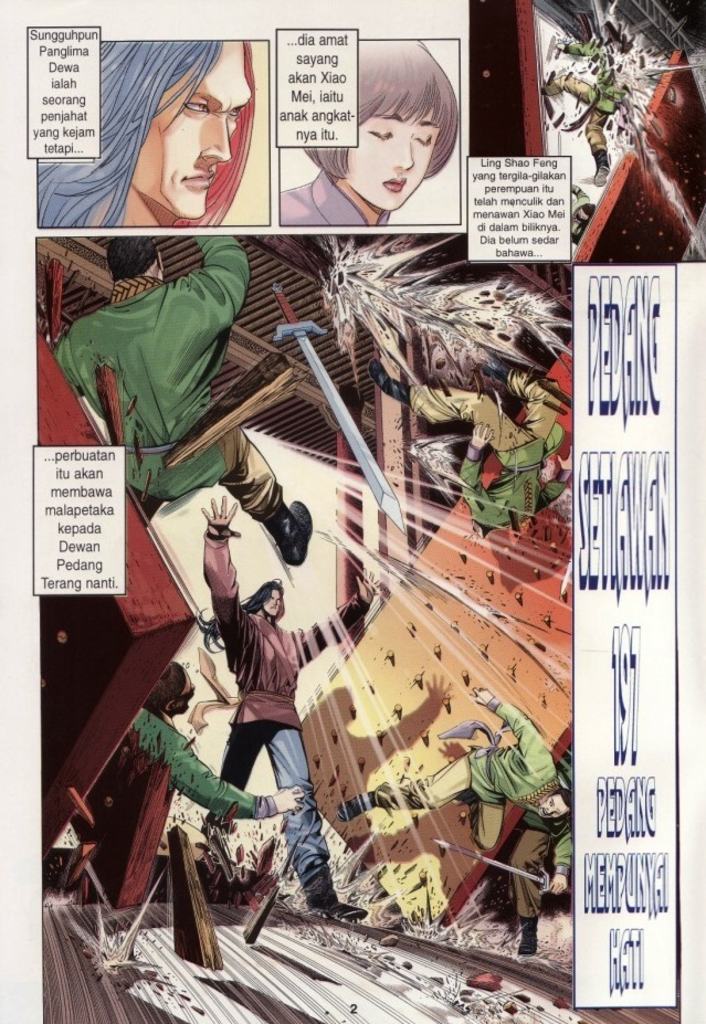 Sungguhpun
Panglima
Dewa
ialah
seorang
penjahat
yang kejam
tetapi...
...dia amat
sayang
akan Xiao
Mei, iaitu
anak angkat-
nya itu.
Ling Shao Feng
yang tergila-gilakan
perempuan itu
telah menculik dan
menawan Xiao Mei
di dalam biliknya.
Dia belum sedar
bahawa...
...perbuatan
itu akan
membawa
malapetaka
kepada
Dewan
Pedang
Terang nanti.
PEDANG
SETIAWAN
197
PEDANG
MEMPUNYAI
HATI
2